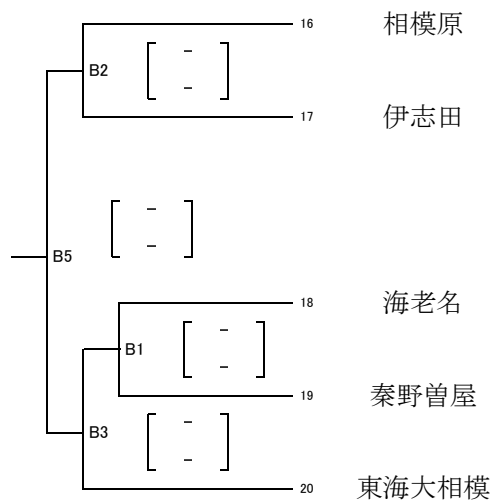 16 相模原
B2 - -
17 伊志田
B5 - -
18 海老名
B1 - -
19 秦野曽屋
B3 - -
20 東海大相模